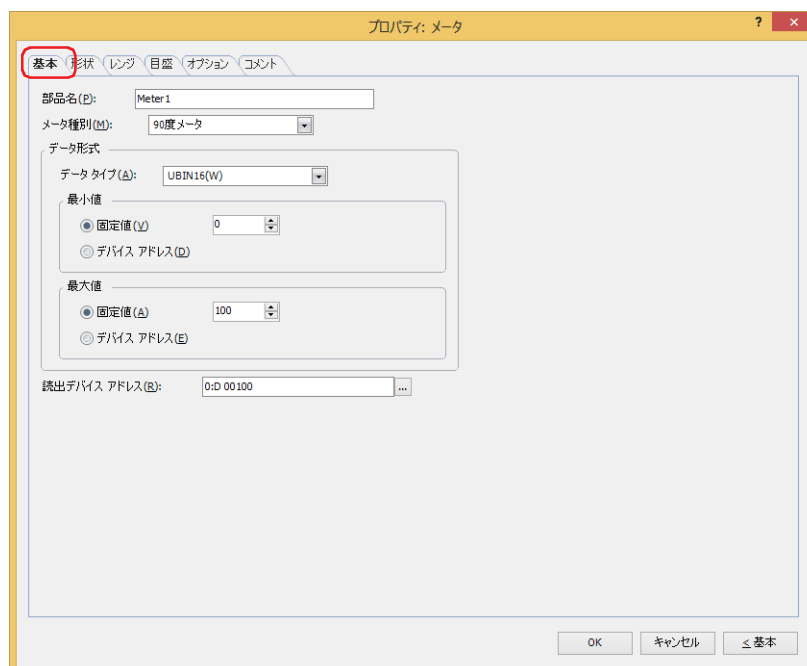 プロパティ: メータ
?
×
基本 形状 レンジ 目盛 オプション コメント
部品名(P): Meter1
メータ種別(M): 90度メータ
データ形式
データ タイプ(A): UBIN16(W)
最小値
固定値(V) 0
デバイス アドレス(D)
最大値
固定値(A) 100
デバイス アドレス(E)
読出デバイス アドレス(R): 0:D 00100 ...
OK キャンセル < 基本